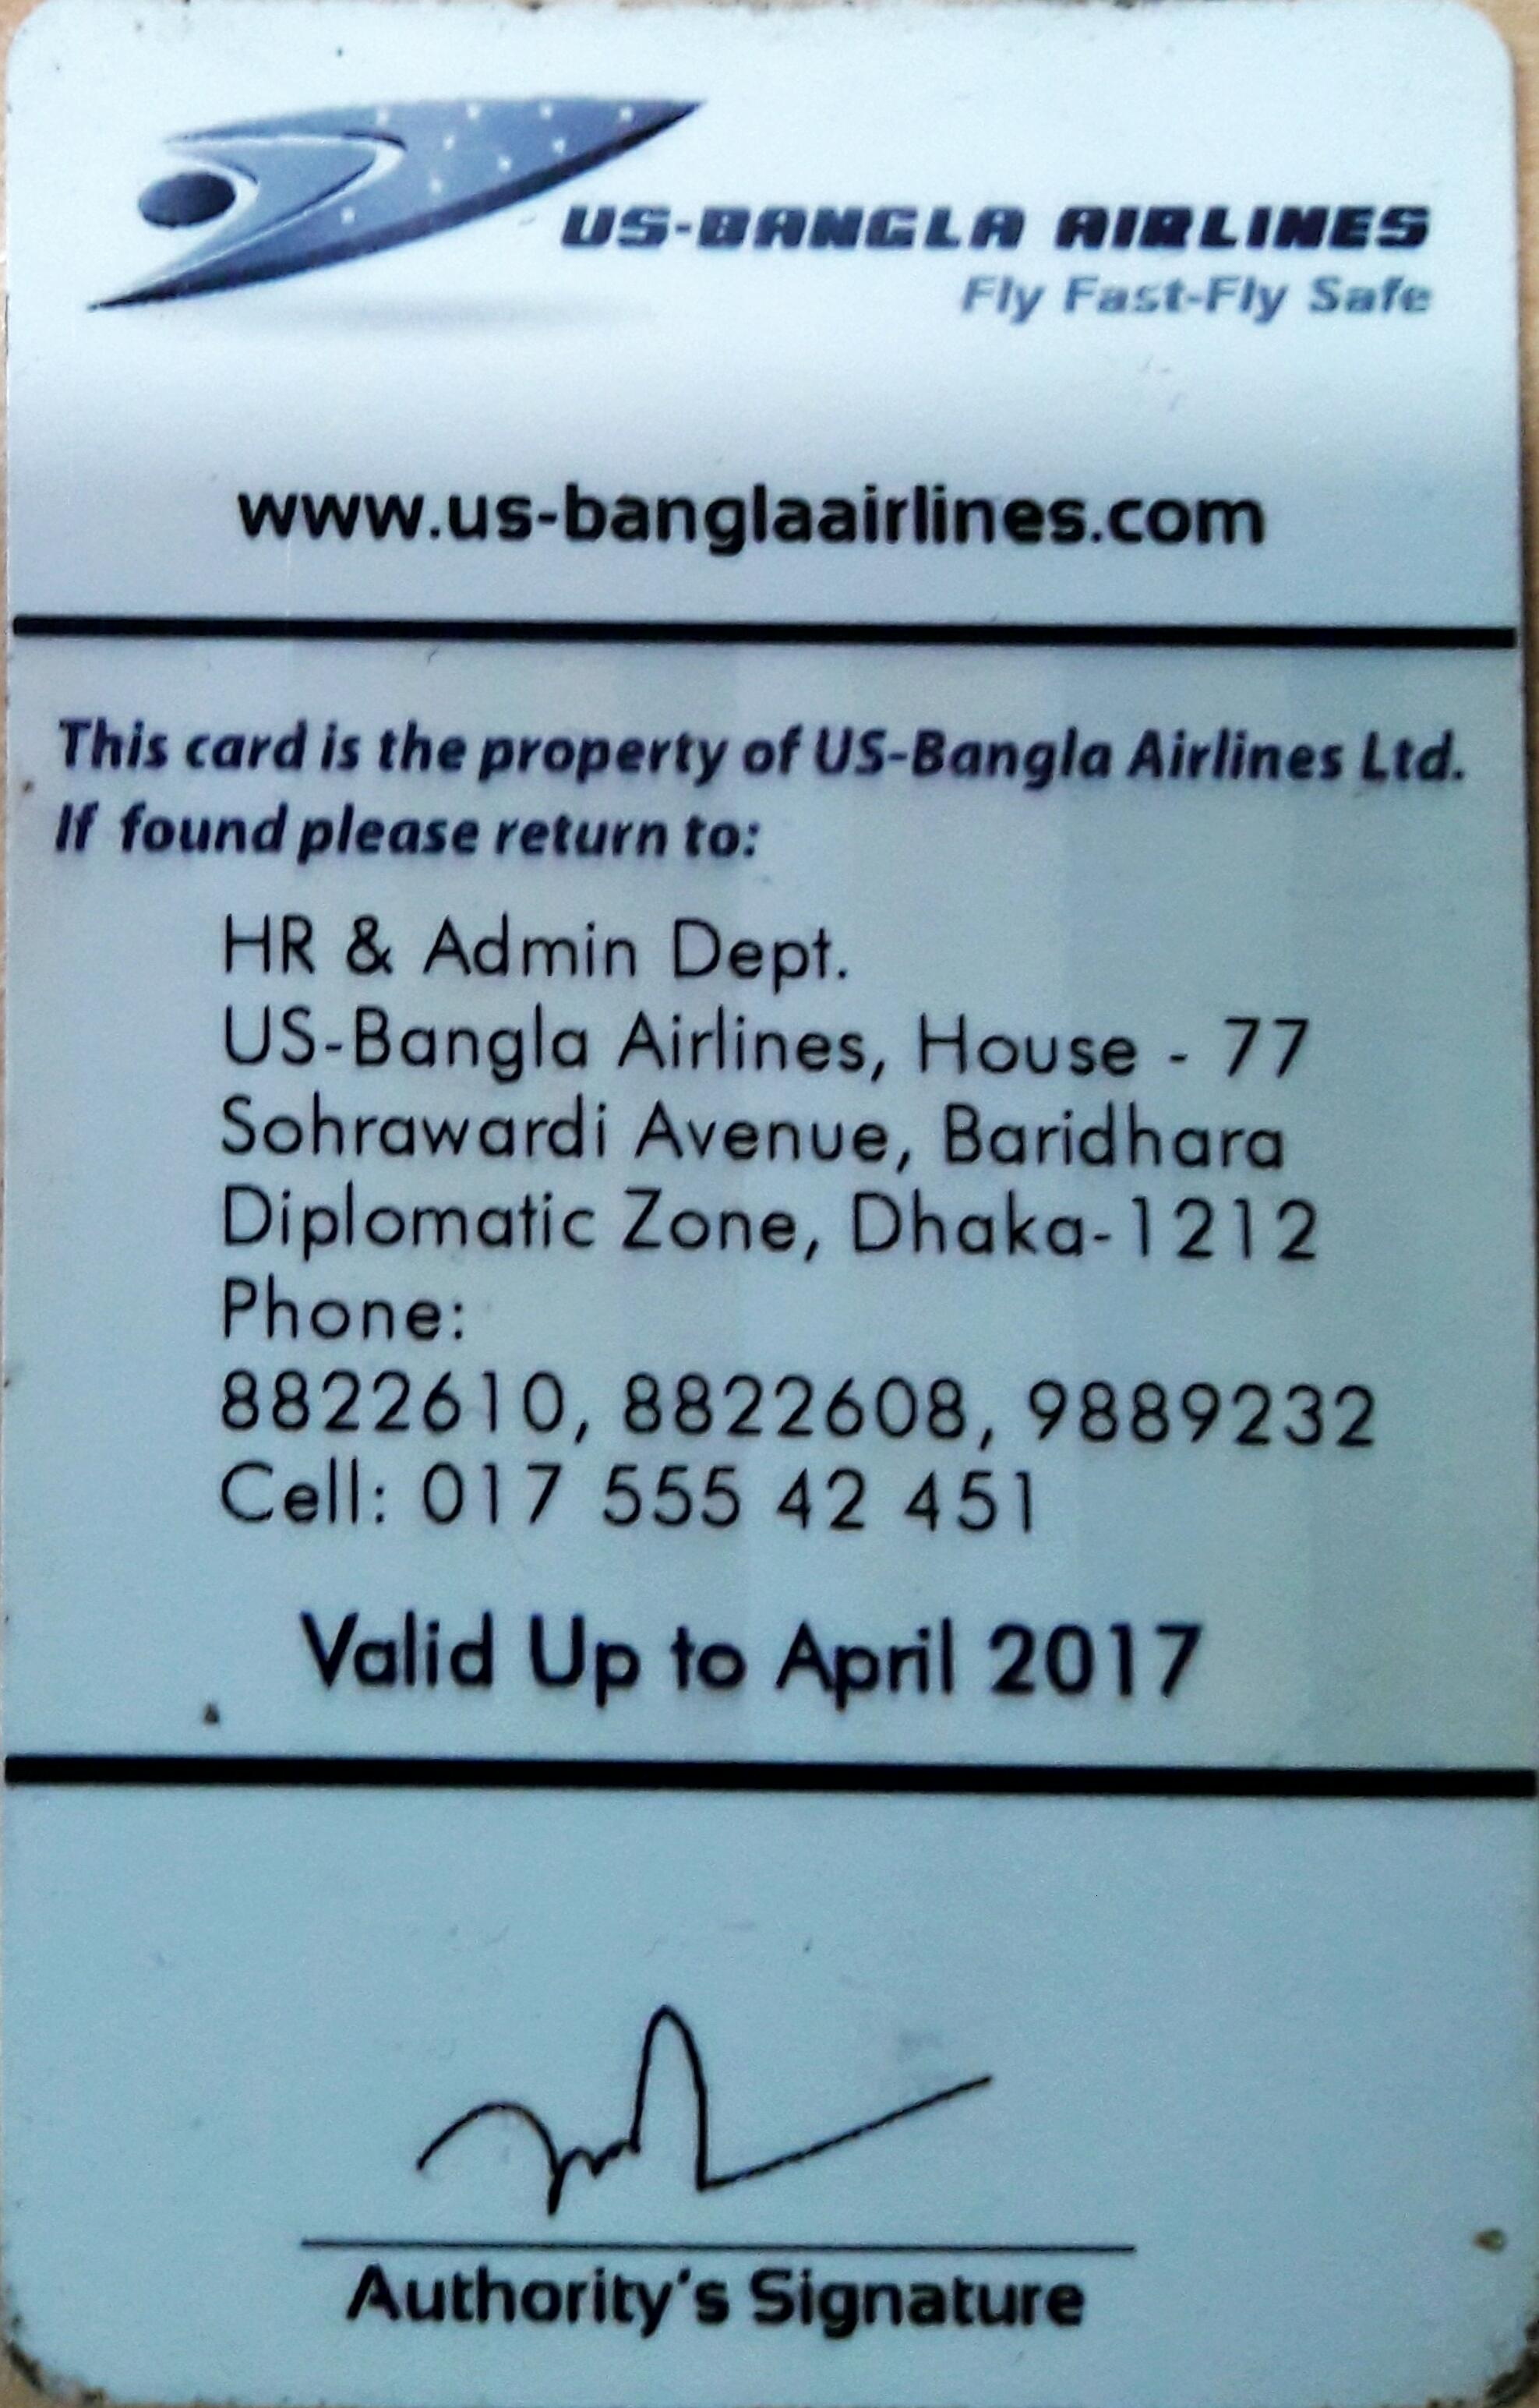 US-BANGLA AIRLINES
Fly Fast-Fly Safe
www.us-banglaairlines.com
This card is the property of US-Bangla Airlines Ltd.
If found please return to:
HR & Admin Dept.
US-Bangla Airlines, House - 77
Sohrawardi Avenue, Baridhara
Diplomatic Zone, Dhaka-1212
Phone:
8822610, 8822608, 9889232
Cell: 017 555 42 451
Valid Up to April 2017
Authority's Signature